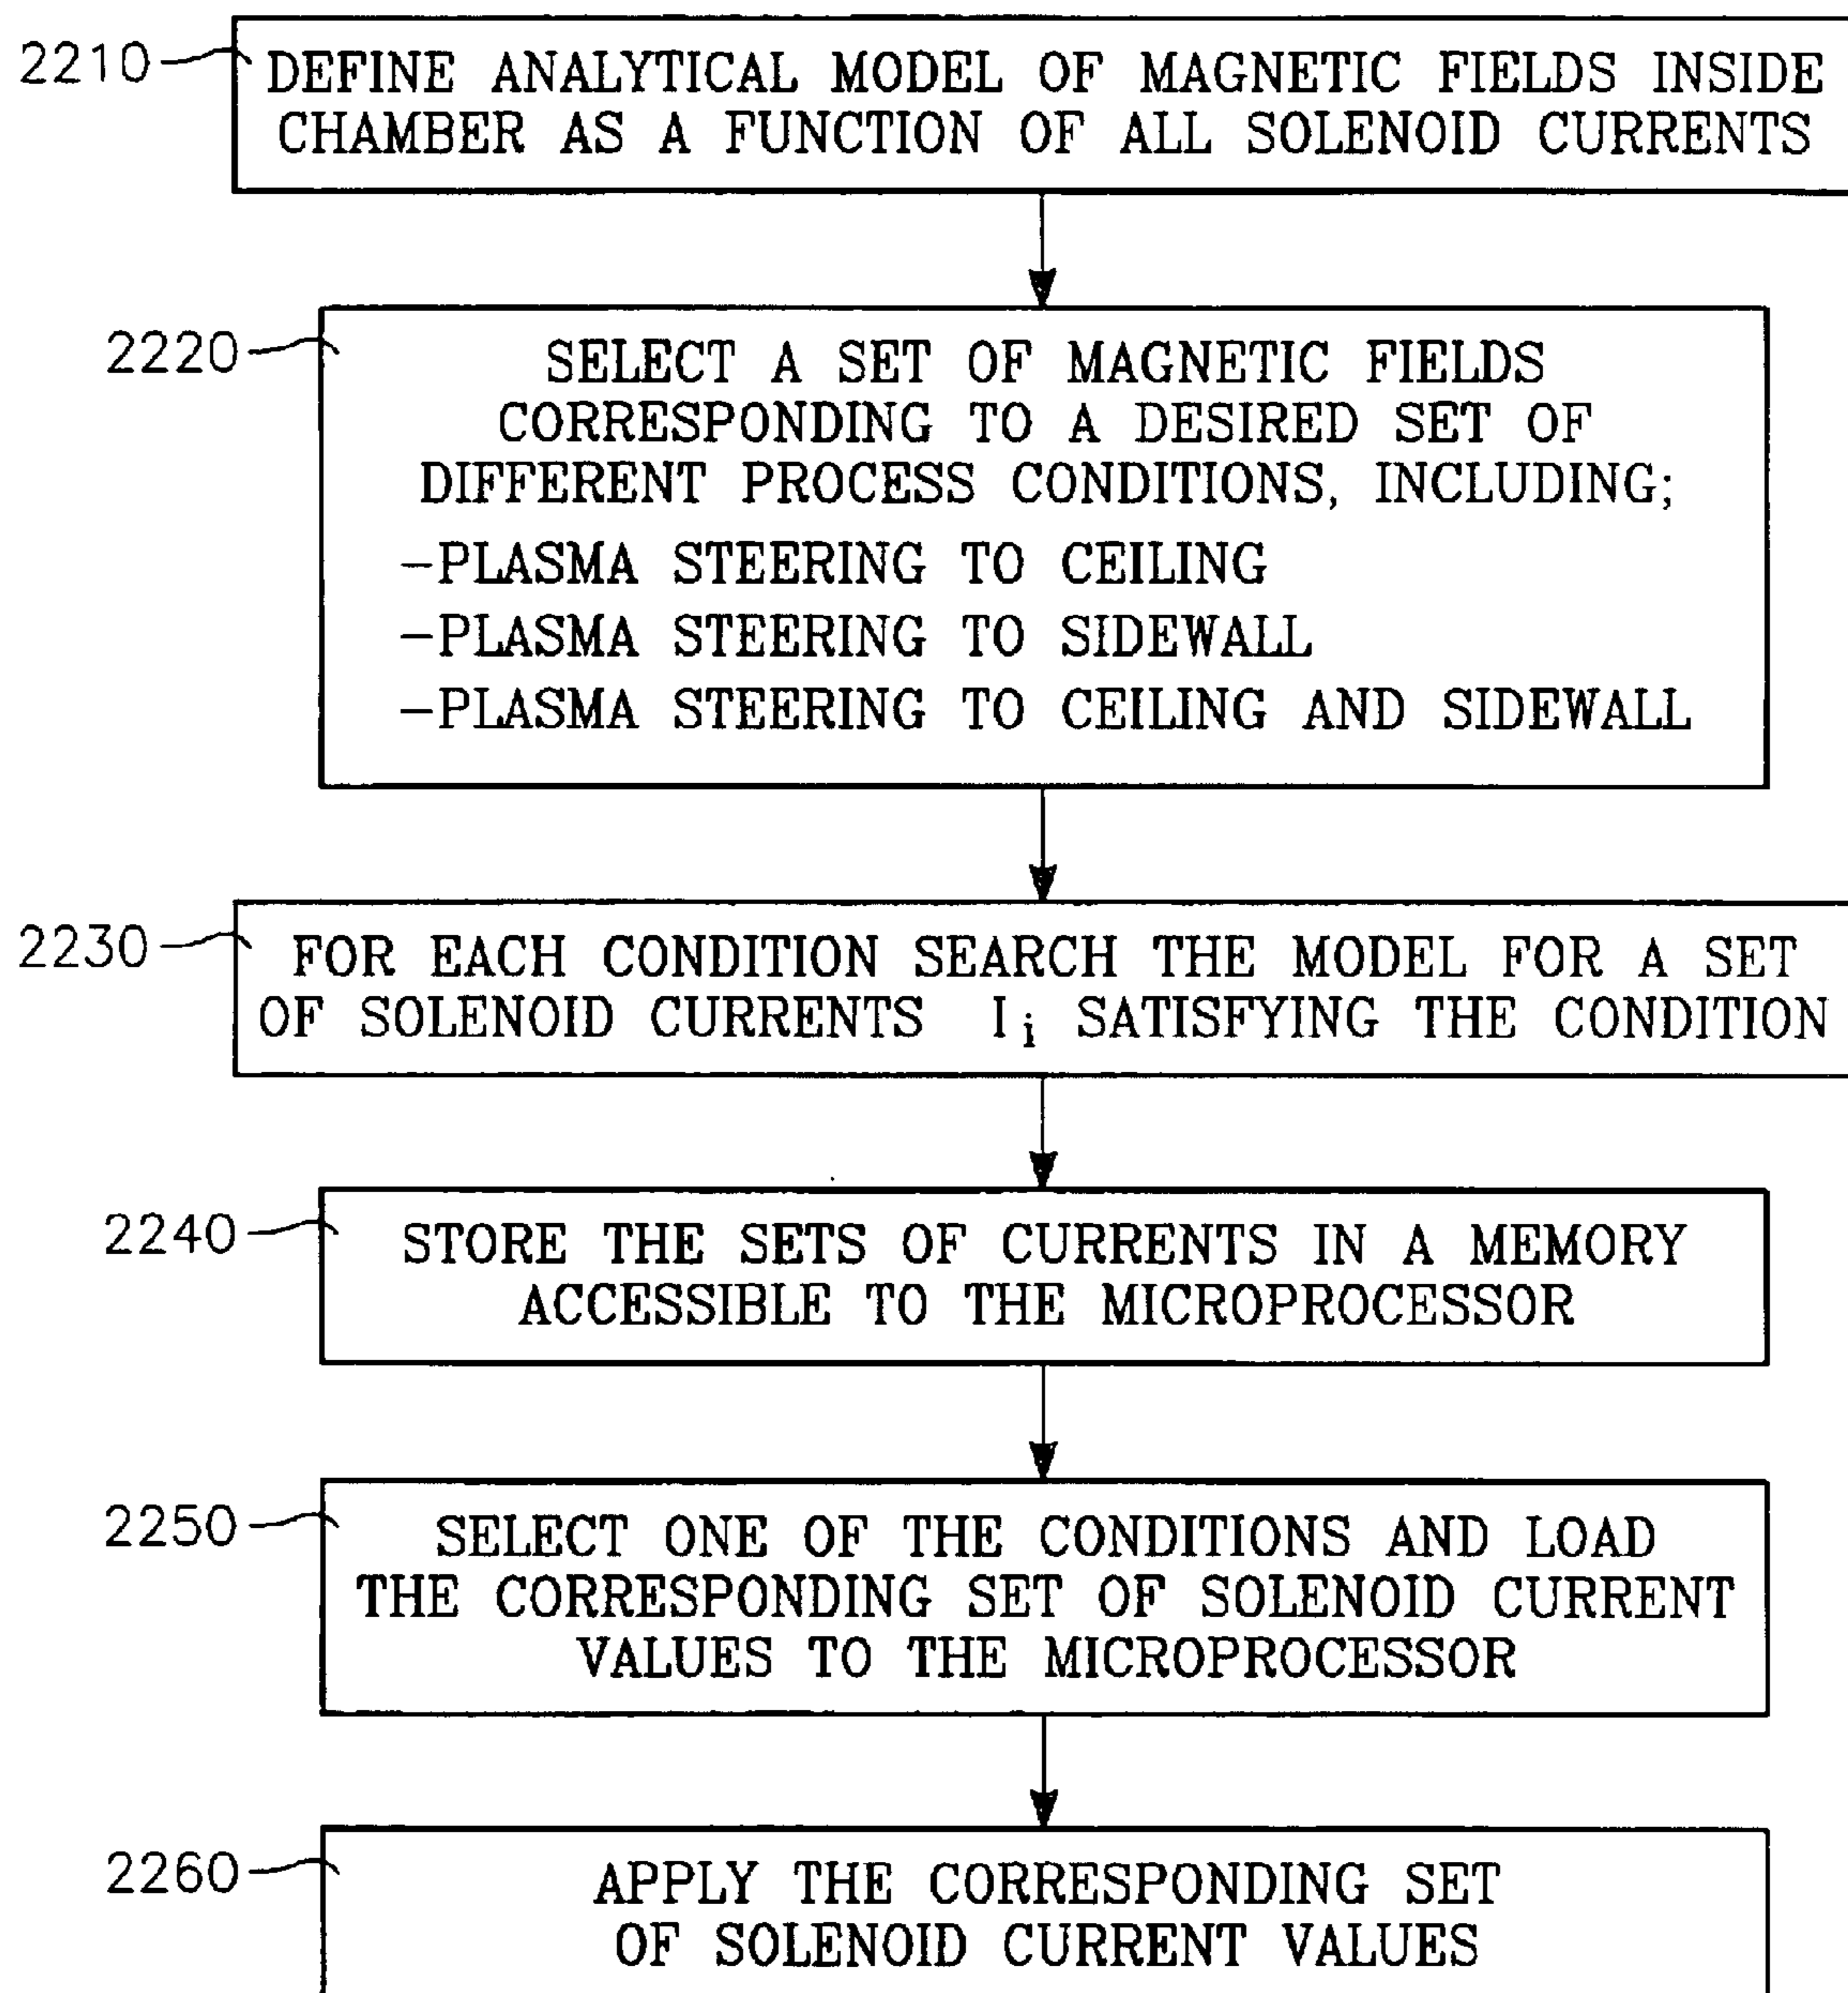 2210 DEFINE ANALYTICAL MODEL OF MAGNETIC FIELDS INSIDE
CHAMBER AS A FUNCTION OF ALL SOLENOID CURRENTS
2220 SELECT A SET OF MAGNETIC FIELDS
CORRESPONDING TO A DESIRED SET OF
DIFFERENT PROCESS CONDITIONS, INCLUDING;
-PLASMA STEERING TO CEILING
-PLASMA STEERING TO SIDEWALL
-PLASMA STEERING TO CEILING AND SIDEWALL
2230 FOR EACH CONDITION SEARCH THE MODEL FOR A SET
OF SOLENOID CURRENTS Ii SATISFYING THE CONDITION
2240 STORE THE SETS OF CURRENTS IN A MEMORY
ACCESSIBLE TO THE MICROPROCESSOR
2250 SELECT ONE OF THE CONDITIONS AND LOAD
THE CORRESPONDING SET OF SOLENOID CURRENT
VALUES TO THE MICROPROCESSOR
2260 APPLY THE CORRESPONDING SET
OF SOLENOID CURRENT VALUES